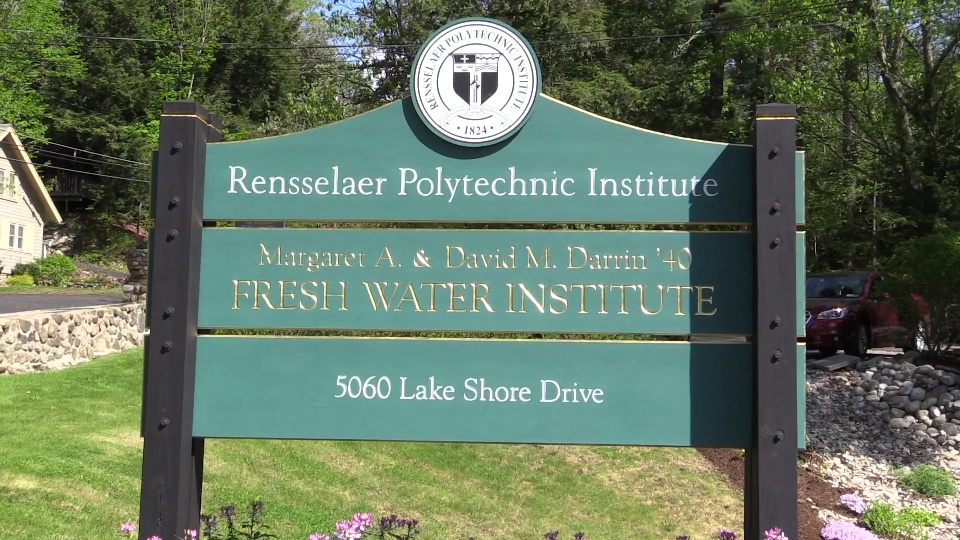 RENSSELAER POLYTECHNIC INSTITUTE
• 1824 •
Rensselaer Polytechnic Institute
Margaret A. & David M. Darrin '40
FRESH WATER INSTITUTE
5060 Lake Shore Drive